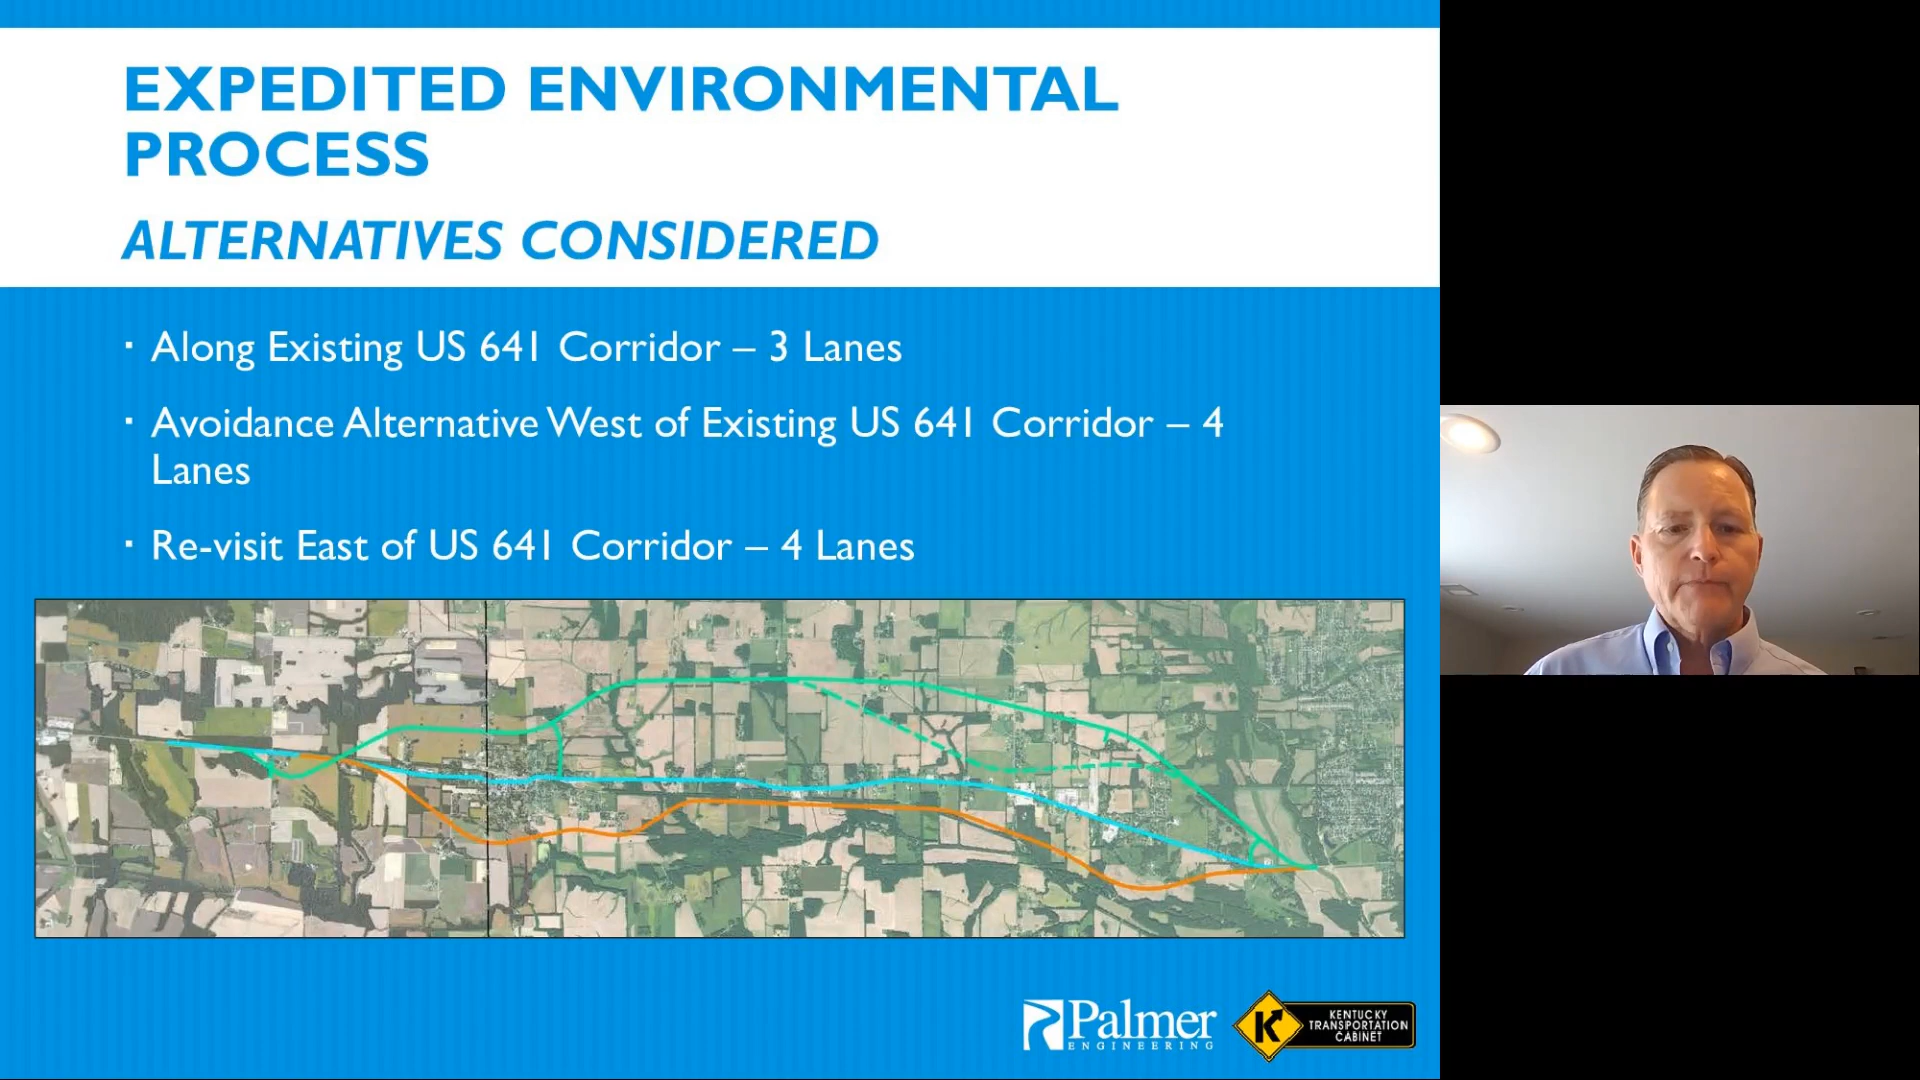 EXPEDITED ENVIRONMENTAL
PROCESS
ALTERNATIVES CONSIDERED
▪ Along Existing US 641 Corridor – 3 Lanes
▪ Avoidance Alternative West of Existing US 641 Corridor – 4
Lanes
▪ Re-visit East of US 641 Corridor – 4 Lanes
Palmer
ENGINEERING
K
KENTUCKY
TRANSPORTATION
CABINET